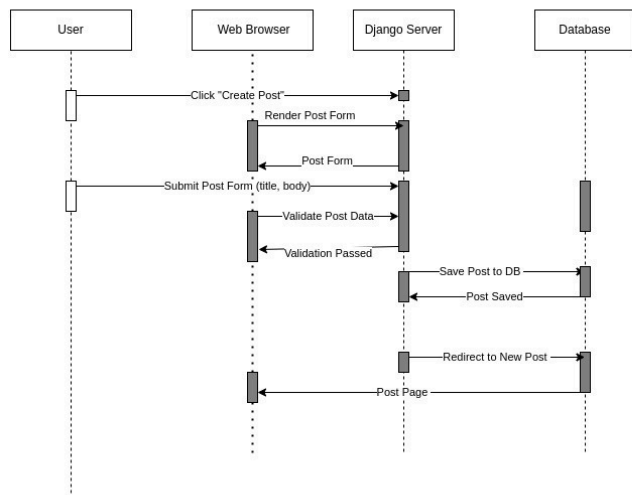 User
Web Browser
Django Server
Database
Click "Create Post"
Render Post Form
Post Form
Submit Post Form (title, body)
Validate Post Data
Validation Passed
Save Post to DB
Post Saved
Redirect to New Post
Post Page